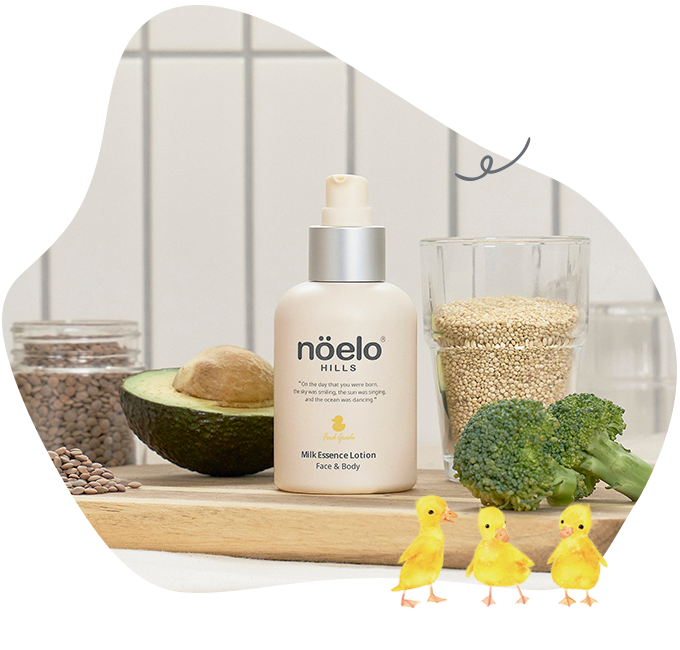 nöelo®
HILLS
"On the day that you were born,
the sky was smiling, the sun was singing,
and the ocean was dancing."
Food Grade
Milk Essence Lotion
Face & Body